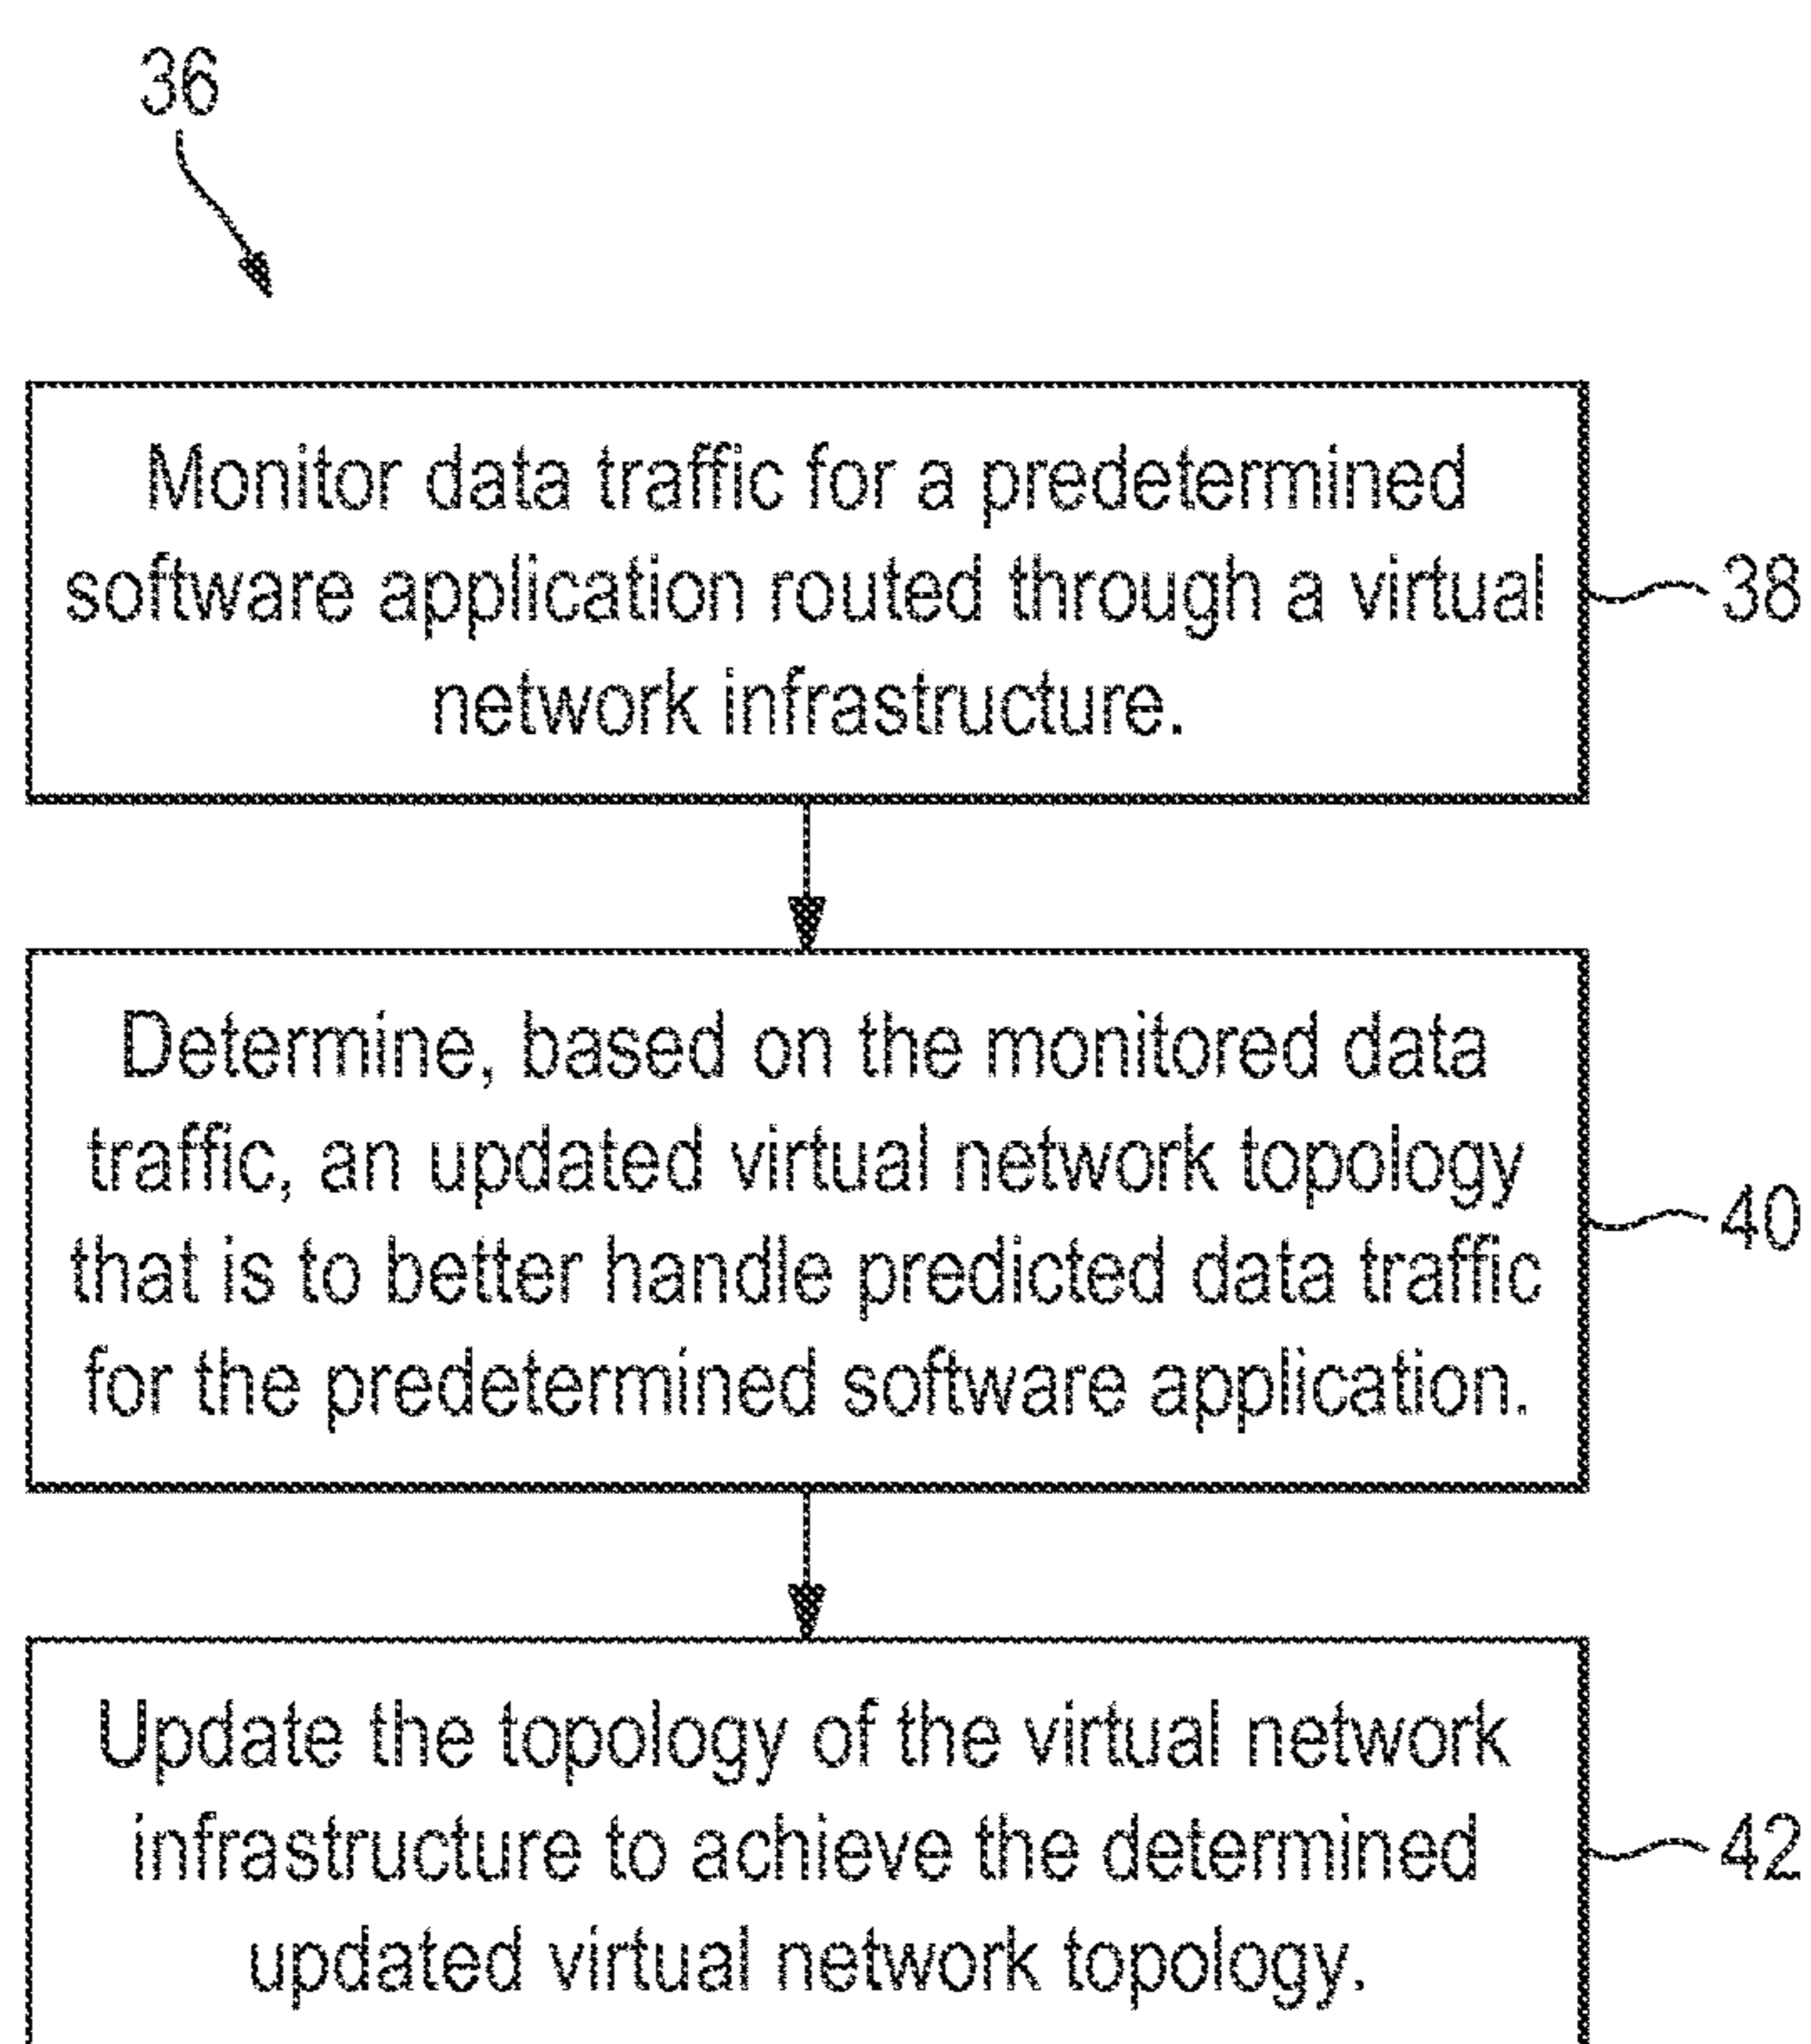 36
Monitor data traffic for a predetermined
software application routed through a virtual
network infrastructure.
38
Determine, based on the monitored data
traffic, an updated virtual network topology
that is to better handle predicted data traffic
for the predetermined software application.
40
Update the topology of the virtual network
infrastructure to achieve the determined
updated virtual network topology.
42